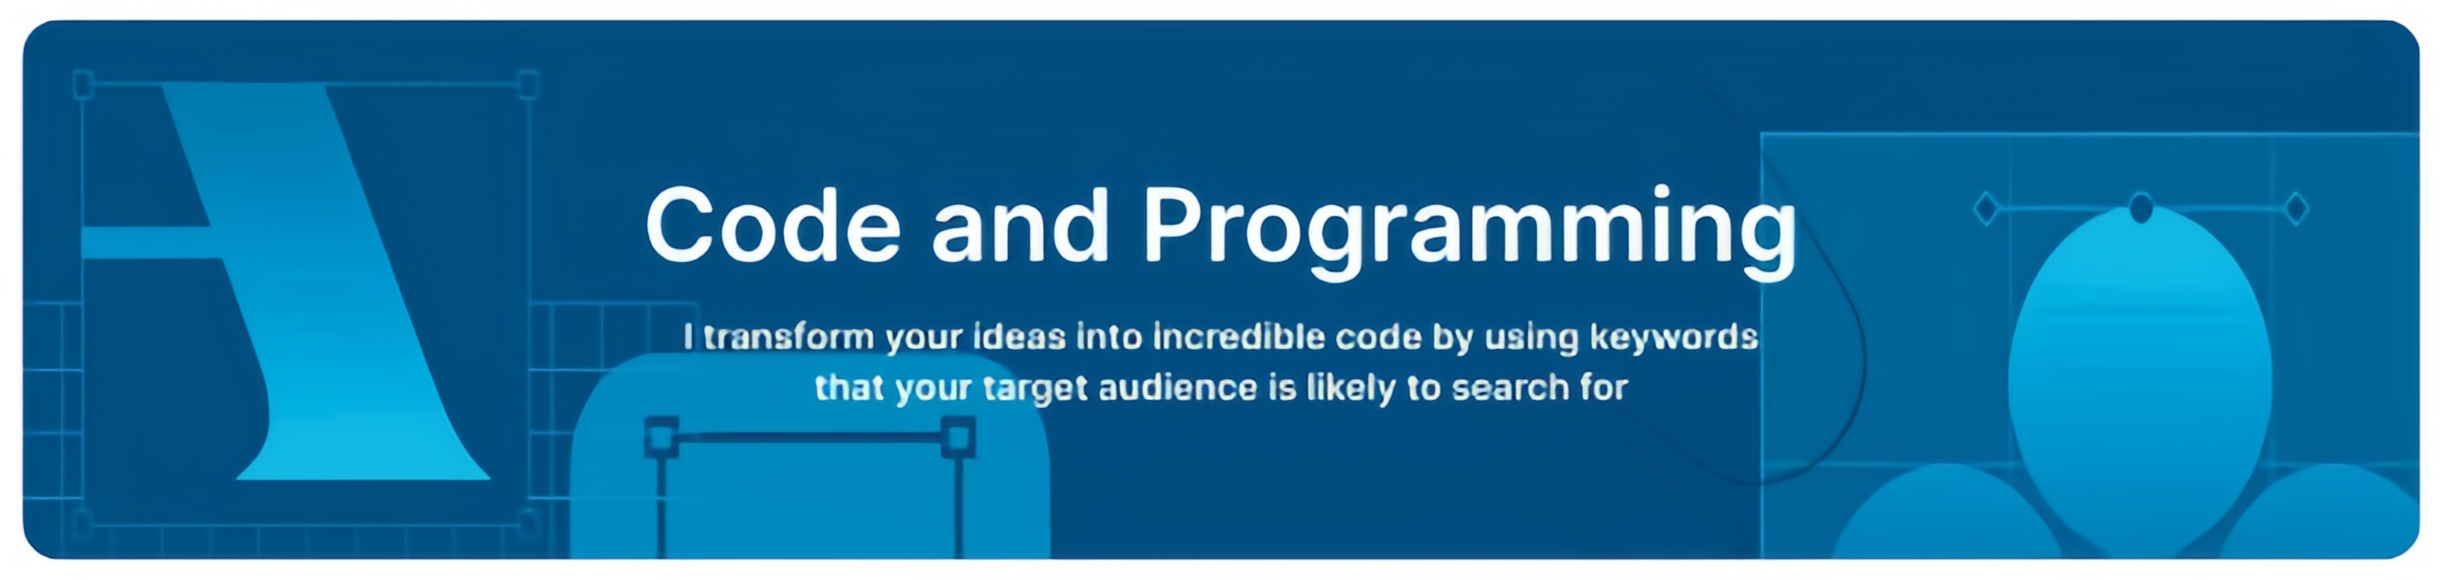 Code and Programming
I transform your ideas into incredible code by using keywords
that your target audience is likely to search for